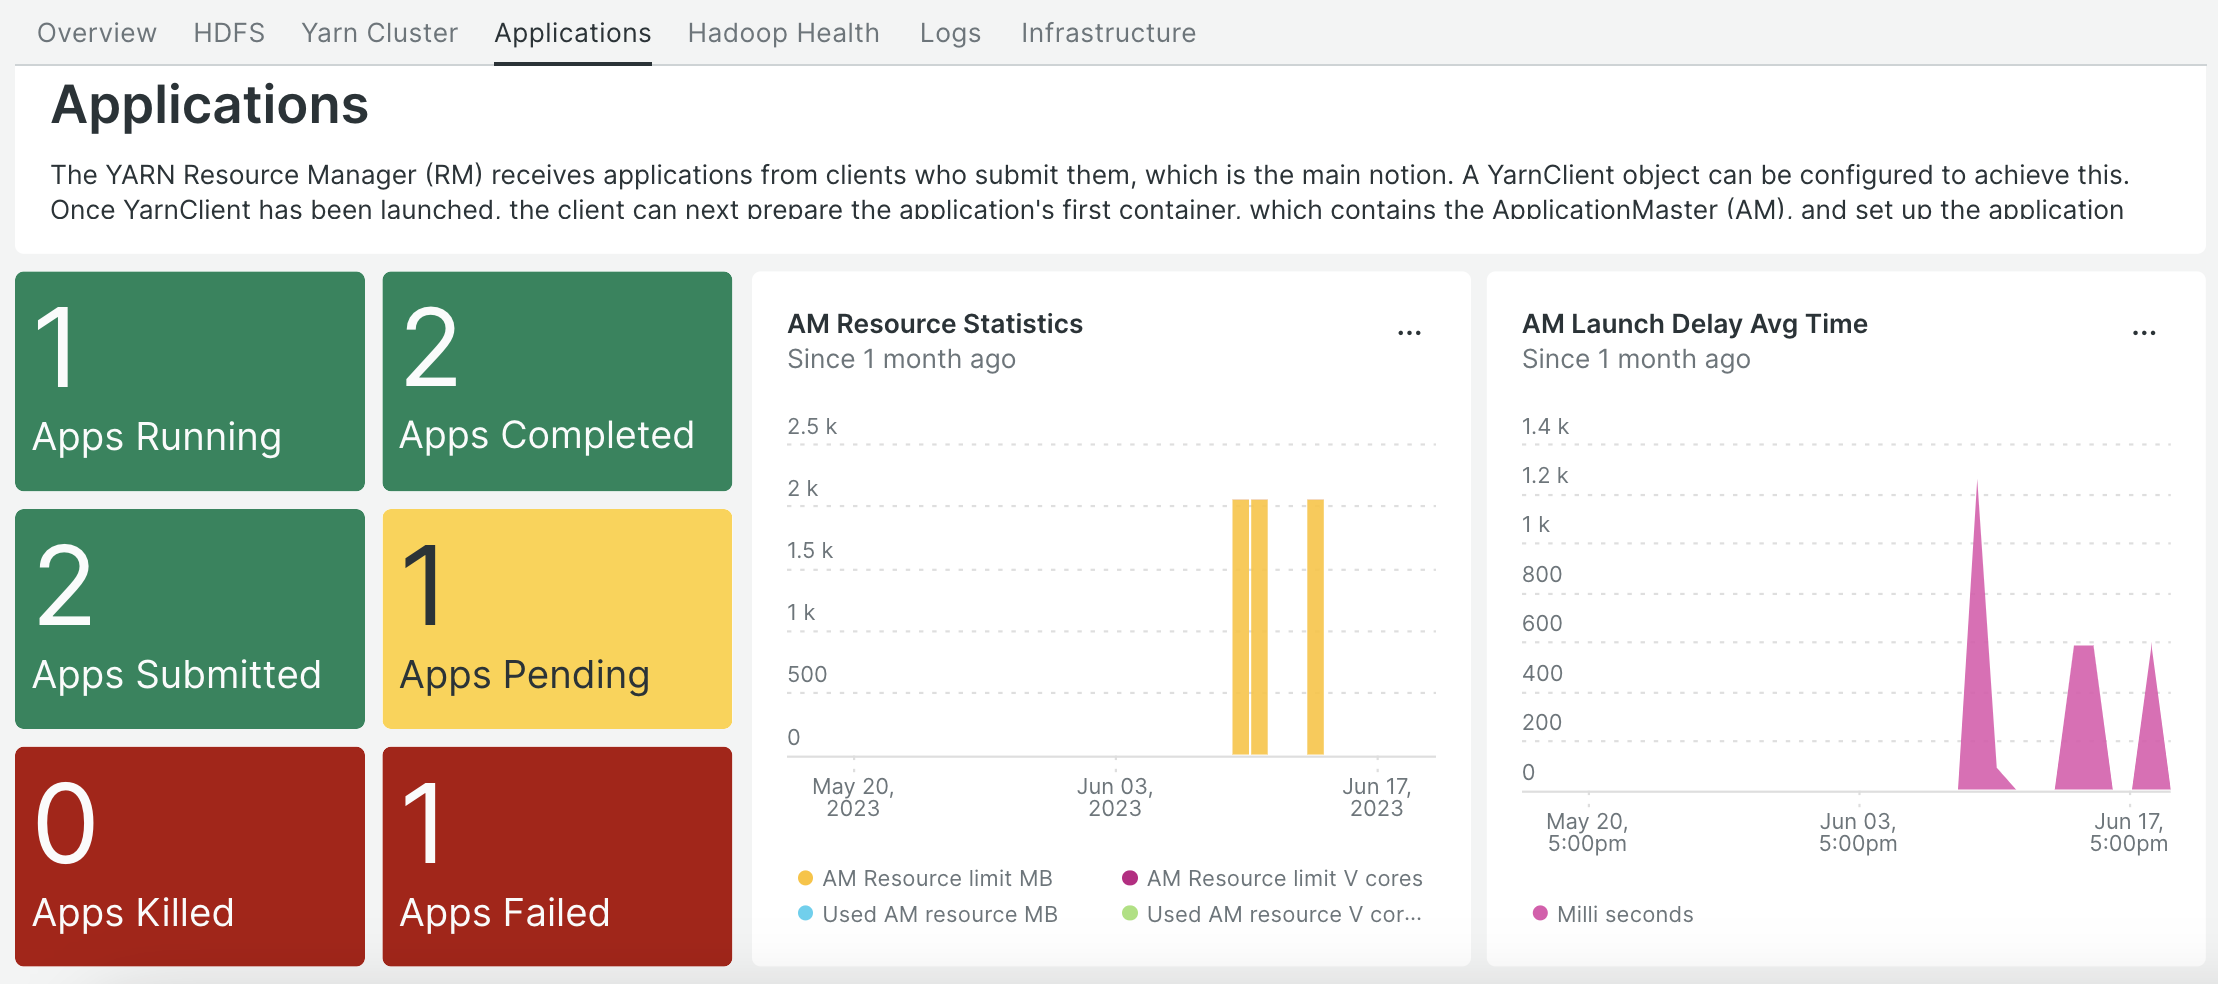 Overview HDFS Yarn Cluster Applications Hadoop Health Logs Infrastructure
Applications
The YARN Resource Manager (RM) receives applications from clients who submit them, which is the main notion. A YarnClient object can be configured to achieve this.
Once YarnClient has been launched, the client can next prepare the application's first container, which contains the ApplicationMaster (AM), and set up the application
1
Apps Running
2
Apps Completed
2
Apps Submitted
1
Apps Pending
0
Apps Killed
1
Apps Failed
AM Resource Statistics
...
Since 1 month ago
2.5 k
2 k
1.5 k
1 k
500
0
May 20,
2023
Jun 03,
2023
Jun 17,
2023
AM Resource limit MB
AM Resource limit V cores
Used AM resource MB
Used AM resource V cor...
AM Launch Delay Avg Time
...
Since 1 month ago
1.4 k
1.2 k
1 k
800
600
400
200
0
May 20,
5:00pm
Jun 03,
5:00pm
Jun 17,
5:00pm
Milli seconds